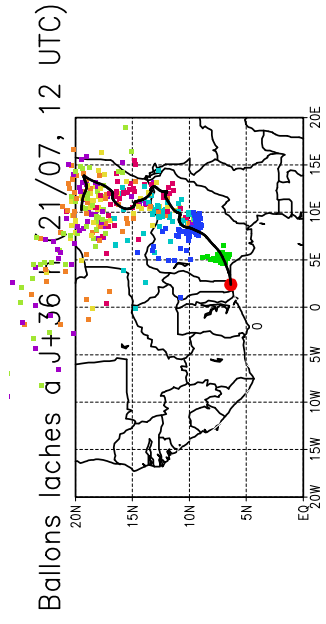 Ballons laches a J+36 (21/07, 12 UTC)
20N
15N
10N
5N
EQ
0
20W 15W 10W 5W 0 5E 10E 15E 20E